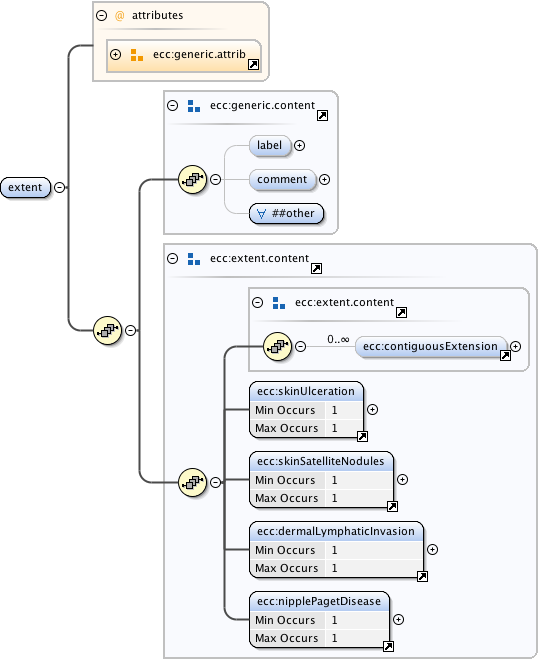 @ attributes
ecc:generic.attrib
ecc:generic.content
label
comment
##other
extent
ecc:extent.content
ecc:extent.content
0..∞
ecc:contiguousExtension
ecc:skinUlceration
Min Occurs 1
Max Occurs 1
ecc:skinSatelliteNodules
Min Occurs 1
Max Occurs 1
ecc:dermalLymphaticInvasion
Min Occurs 1
Max Occurs 1
ecc:nipplePagetDisease
Min Occurs 1
Max Occurs 1